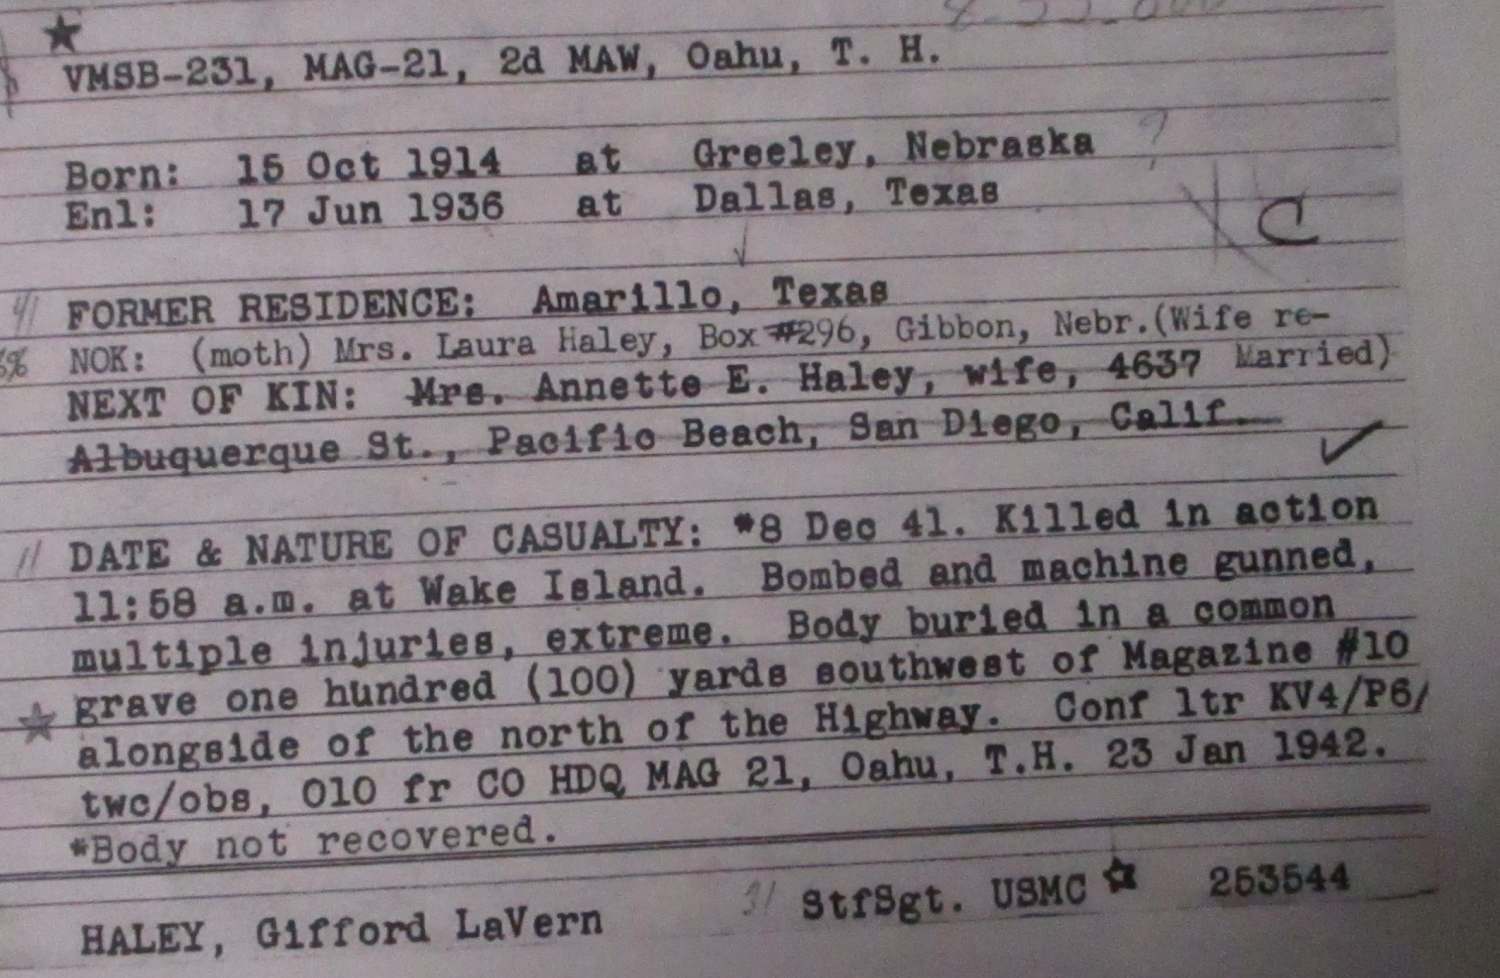 VMSB-231, MAG-21, 2d MAW, Oahu, T. H.
Born: 15 Oct 1914 at Greeley, Nebraska ?
Enl: 17 Jun 1936 at Dallas, Texas
C
FORMER RESIDENCE: Amarillo, Texas
NOK: (moth) Mrs. Laura Haley, Box #296, Gibbon, Nebr.(Wife re-
NEXT OF KIN: Mrs. Annette E. Haley, wife, 4637 Married)
Albuquerque St., Pacific Beach, San Diego, Calif.
DATE & NATURE OF CASUALTY: *8 Dec 41. Killed in action
11:58 a.m. at Wake Island. Bombed and machine gunned,
multiple injuries, extreme. Body buried in a common
grave one hundred (100) yards southwest of Magazine #10
alongside of the north of the Highway. Conf ltr KV4/P6/
twc/obs, 010 fr CO HDQ MAG 21, Oahu, T.H. 23 Jan 1942.
*Body not recovered.
HALEY, Gifford LaVern StfSgt. USMC 253544